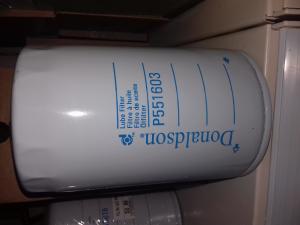 Donaldson®
P551603
Lube Filter
Filtre à huile
Filtro de aceite
Ölfilter